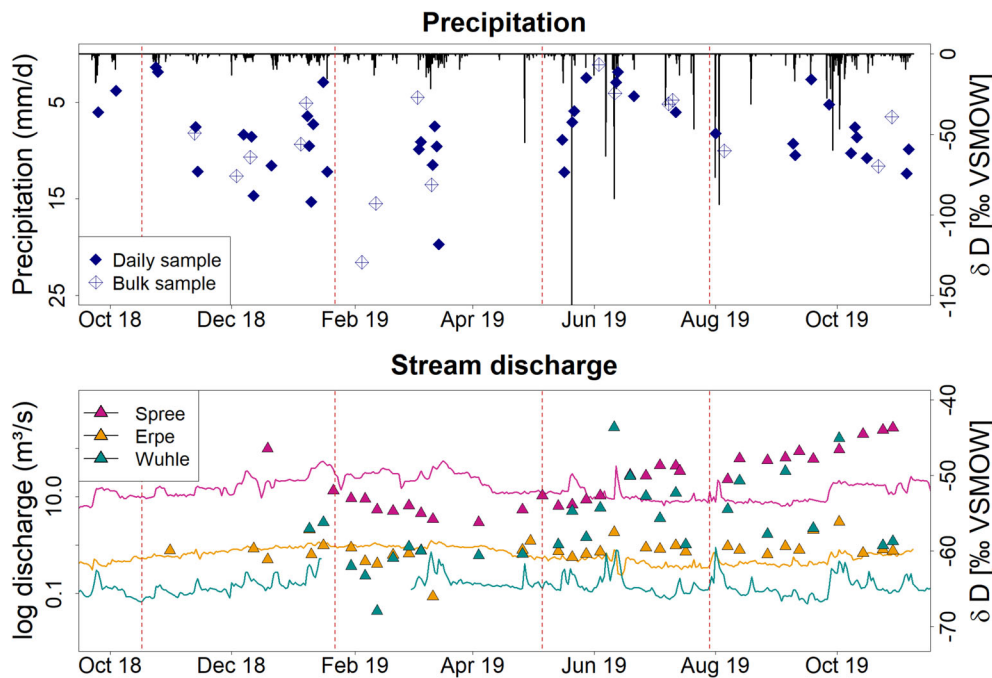 Precipitation
Precipitation (mm/d)
5
15
25
0
-50
-100
-150
δ D [‰ VSMOW]
Daily sample
Bulk sample
Oct 18 Dec 18 Feb 19 Apr 19 Jun 19 Aug 19 Oct 19
Stream discharge
log discharge (m³/s)
10.0
0.1
-40
-50
-60
-70
δ D [‰ VSMOW]
Spree
Erpe
Wuhle
Oct 18 Dec 18 Feb 19 Apr 19 Jun 19 Aug 19 Oct 19